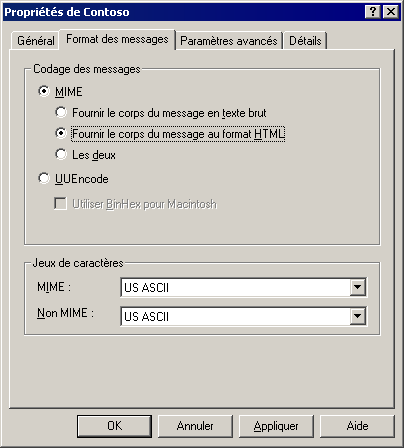 Propriétés de Contoso
Général Format des messages Paramètres avancés Détails
Codage des messages
MIME
Fournir le corps du message en texte brut
Fournir le corps du message au format HTML
Les deux
UUEncode
Utiliser BinHex pour Macintosh
Jeux de caractères
MIME : US ASCII
Non MIME : US ASCII
OK Annuler Appliquer Aide